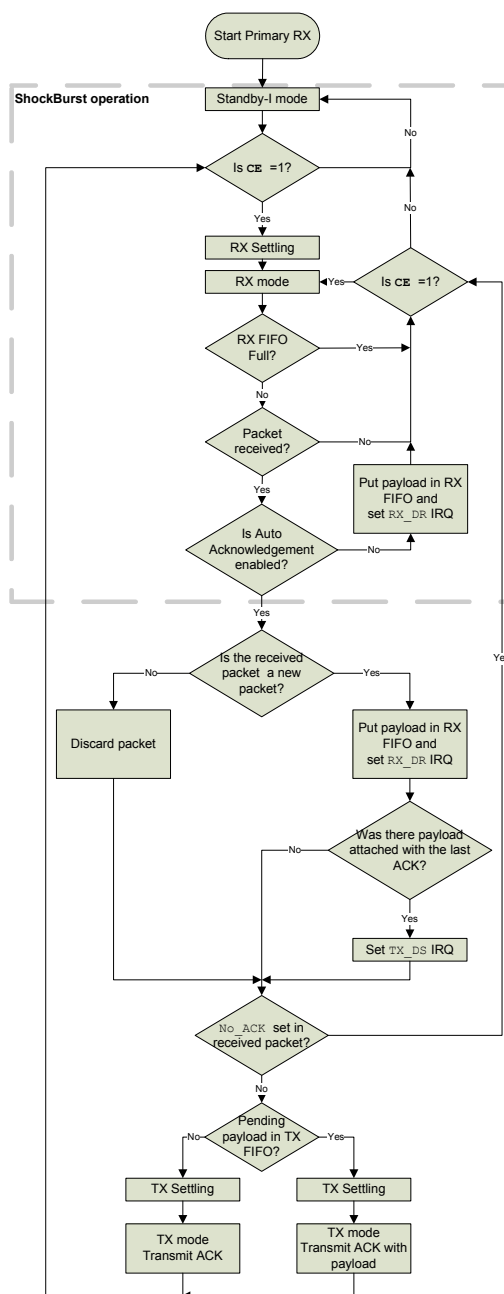 Start Primary RX
ShockBurst operation
Standby-I mode
No
Is CE =1?
No
Yes
RX Settling
Is CE =1?
RX mode
Yes
RX FIFO
Full?
Yes
No
Packet
received?
No
Put payload in RX
FIFO and
set RX_DR IRQ
Yes
Is Auto
Acknowledgement
enabled?
No
Yes
Is the received
packet a new
packet?
No
Yes
Discard packet
Put payload in RX
FIFO and
set RX_DR IRQ
Was there payload
attached with the last
ACK?
No
Yes
Set TX_DS IRQ
No_ACK set in
received packet?
No
Pending
payload in TX
FIFO?
No
Yes
TX Settling
TX Settling
TX mode
Transmit ACK
TX mode
Transmit ACK with
payload